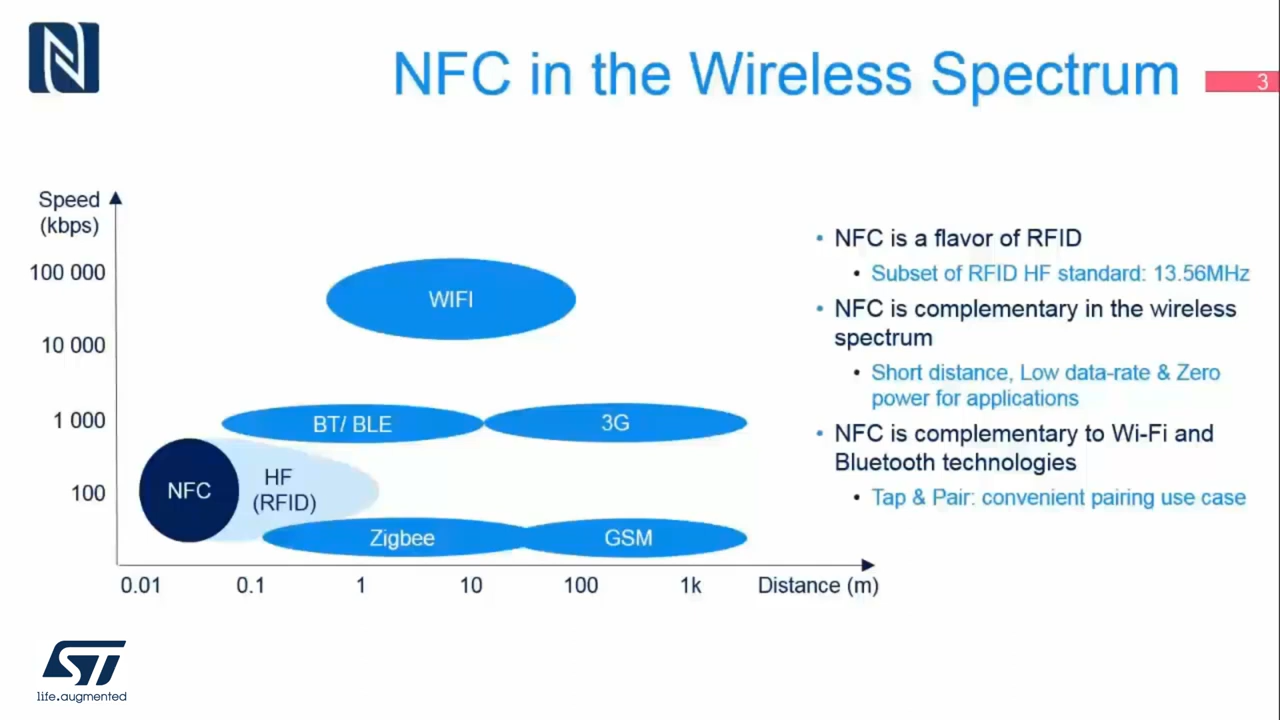 NFC in the Wireless Spectrum
3
Speed
(kbps)
100 000
10 000
1 000
100
WIFI
BT/ BLE
3G
NFC
HF
(RFID)
Zigbee
GSM
0.01
0.1
1
10
100
1k
Distance (m)
• NFC is a flavor of RFID
• Subset of RFID HF standard: 13.56MHz
• NFC is complementary in the wireless
spectrum
• Short distance, Low data-rate & Zero
power for applications
• NFC is complementary to Wi-Fi and
Bluetooth technologies
• Tap & Pair: convenient pairing use case
ST
life.augmented